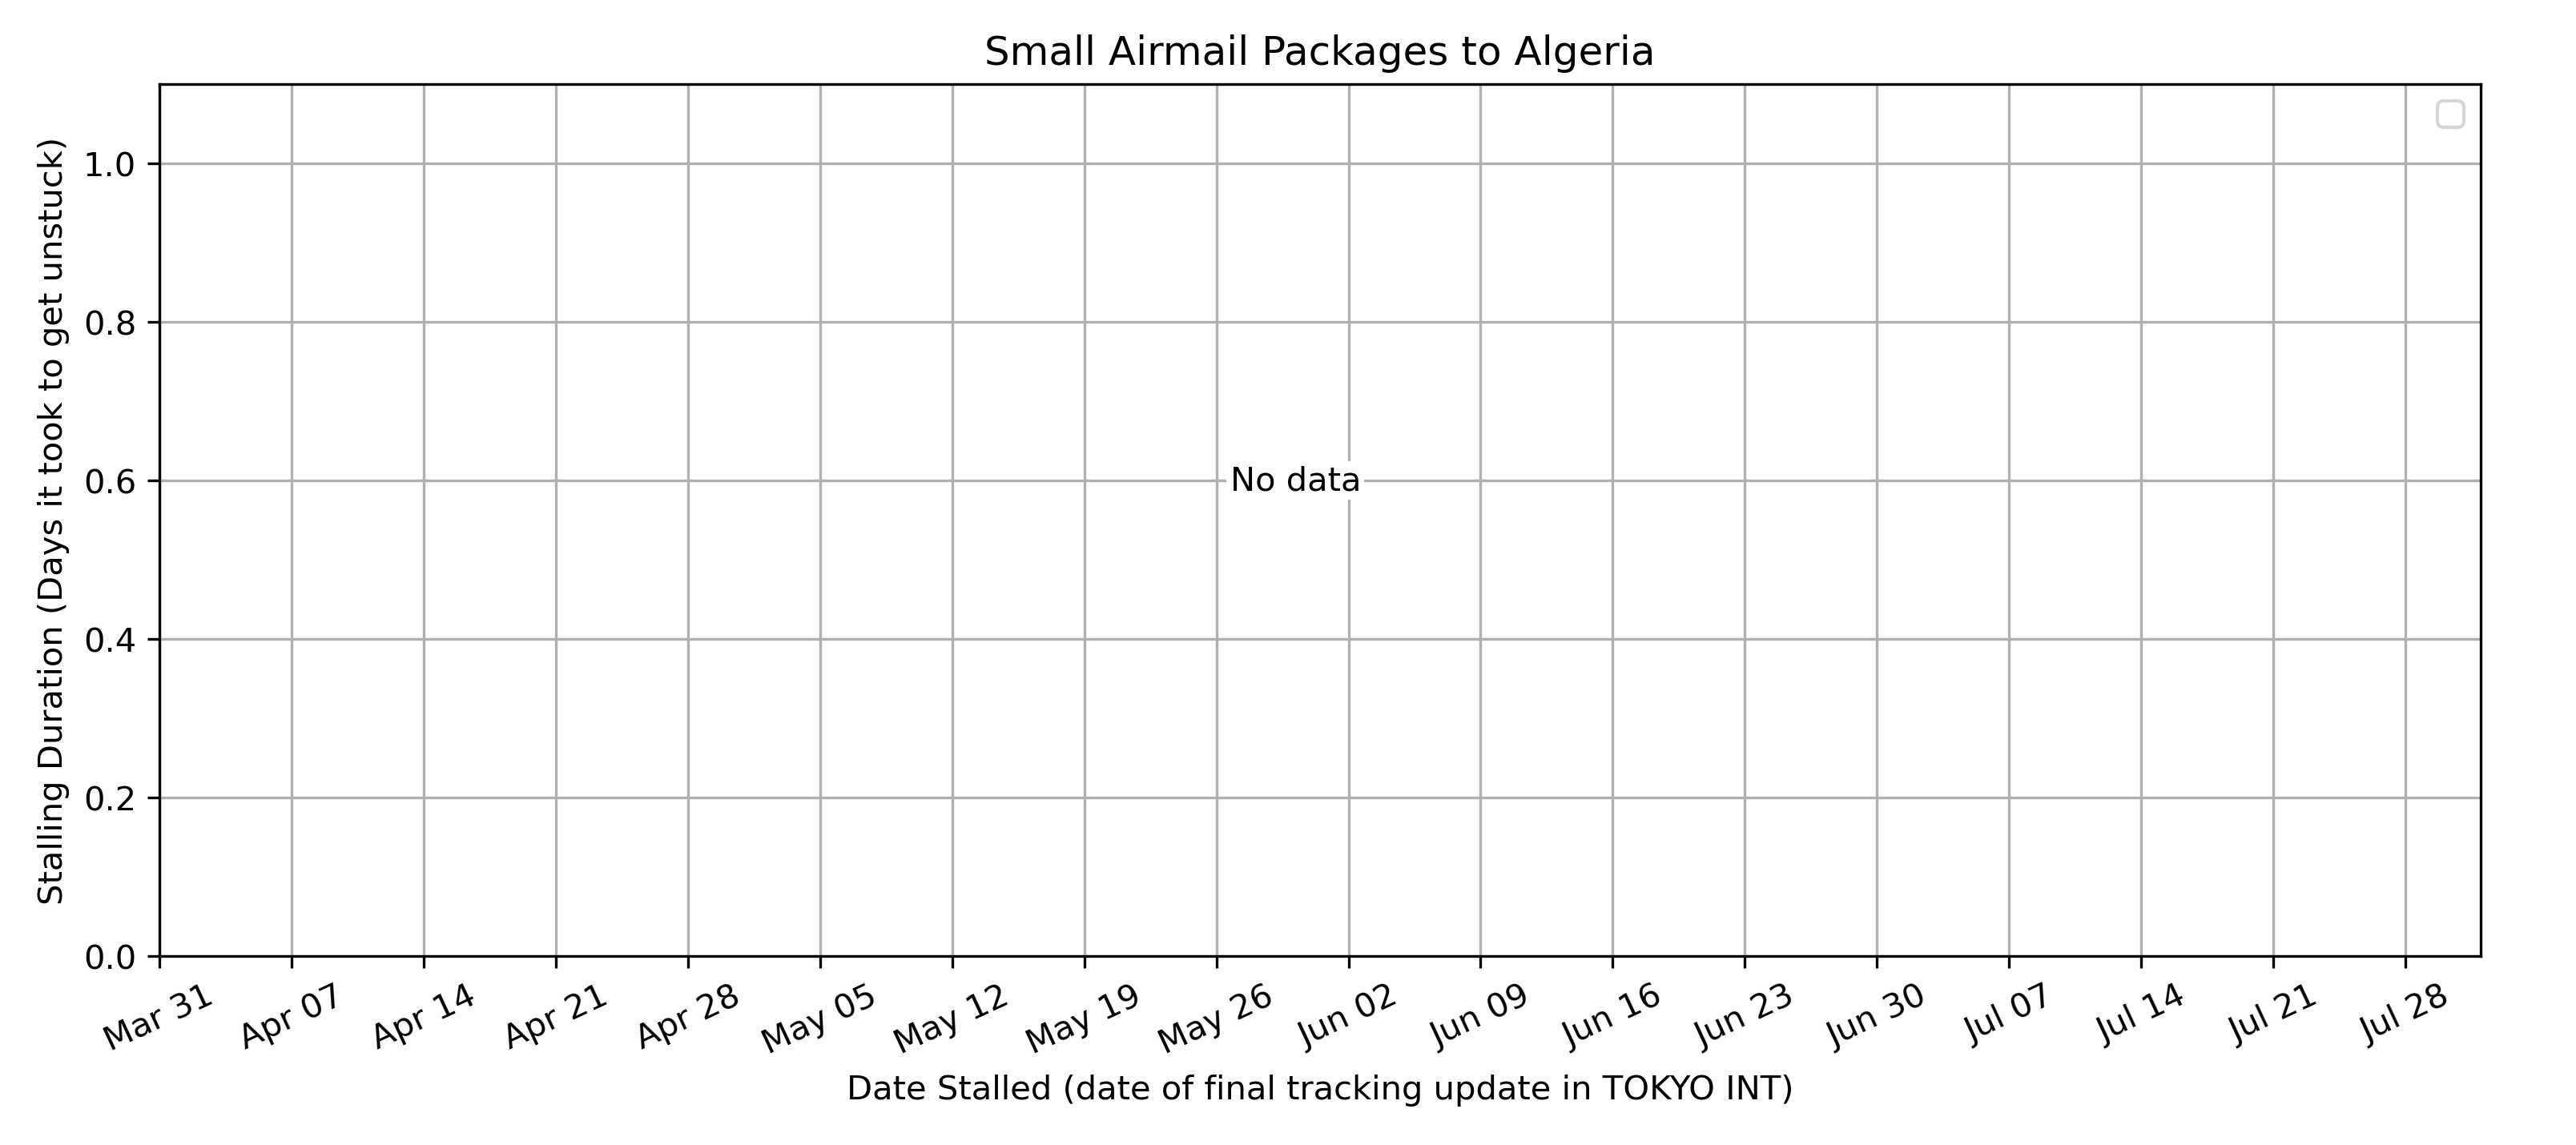 Small Airmail Packages to Algeria
Stalling Duration (Days it took to get unstuck)
1.0
0.8
0.6
0.4
0.2
0.0
No data
Mar 31
Apr 07
Apr 14
Apr 21
Apr 28
May 05
May 12
May 19
May 26
Jun 02
Jun 09
Jun 16
Jun 23
Jun 30
Jul 07
Jul 14
Jul 21
Jul 28
Date Stalled (date of final tracking update in TOKYO INT)